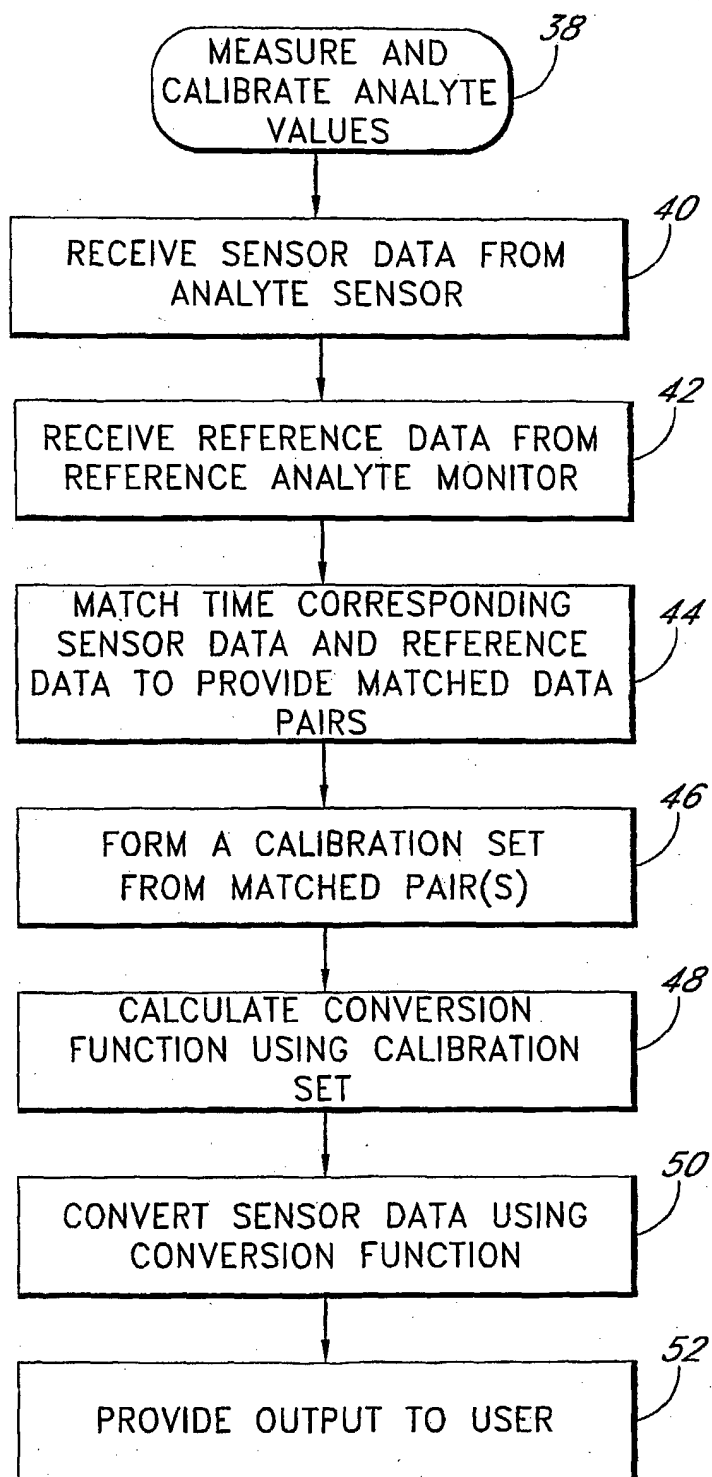 38
MEASURE AND
CALIBRATE ANALYTE
VALUES
40
RECEIVE SENSOR DATA FROM
ANALYTE SENSOR
42
RECEIVE REFERENCE DATA FROM
REFERENCE ANALYTE MONITOR
44
MATCH TIME CORRESPONDING
SENSOR DATA AND REFERENCE
DATA TO PROVIDE MATCHED DATA
PAIRS
46
FORM A CALIBRATION SET
FROM MATCHED PAIR(S)
48
CALCULATE CONVERSION
FUNCTION USING CALIBRATION
SET
50
CONVERT SENSOR DATA USING
CONVERSION FUNCTION
52
PROVIDE OUTPUT TO USER